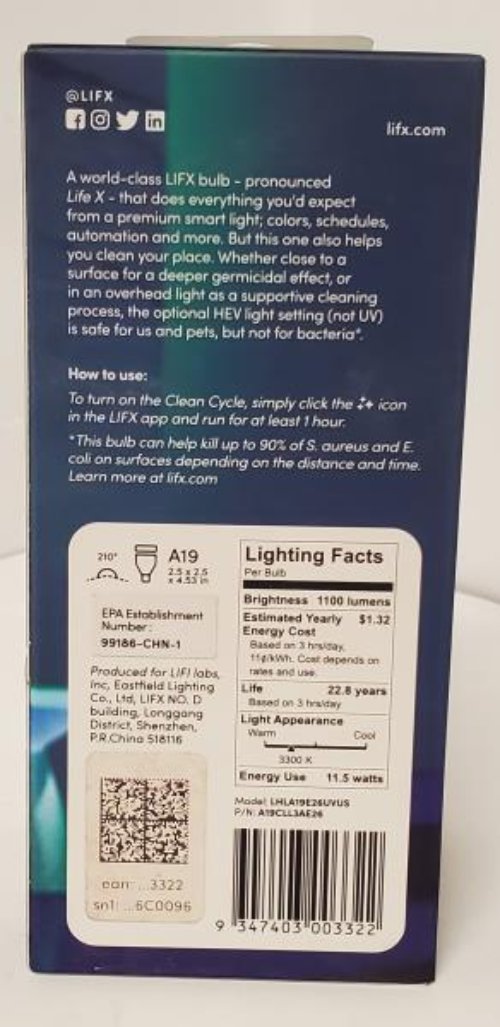 @LIFX
lifx.com
A world-class LIFX bulb - pronounced
Life X - that does everything you'd expect
from a premium smart light; colors, schedules,
automation and more. But this one also helps
you clean your place. Whether close to a
surface for a deeper germicidal effect, or
in an overhead light as a supportive cleaning
process, the optional HEV light setting (not UV)
is safe for us and pets, but not for bacteria*.
How to use:
To turn on the Clean Cycle, simply click the icon
in the LIFX app and run for at least 1 hour.
*This bulb can help kill up to 90% of S. aureus and E.
coli on surfaces depending on the distance and time.
Learn more at lifx.com
210°
A19
2.5 x 2.5
x 4.53 in
EPA Establishment
Number:
99186-CHN-1
Produced for LIFI labs,
Inc, Eastfield Lighting
Co., Ltd, LIFX NO. D
building, Longgang
District, Shenzhen,
P.R.China 518116
ean: ...3322
sn1: ...6C0096
Lighting Facts
Per Bulb
Brightness 1100 lumens
Estimated Yearly $1.32
Energy Cost
Based on 3 hrs/day,
11¢/kWh. Cost depends on
rates and use.
Life 22.8 years
Based on 3 hrs/day
Light Appearance
Warm Cool
3300 K
Energy Use 11.5 watts
Model: LHLA19E26UVUS
P/N: A19CLL3AE26
9 347403 003322